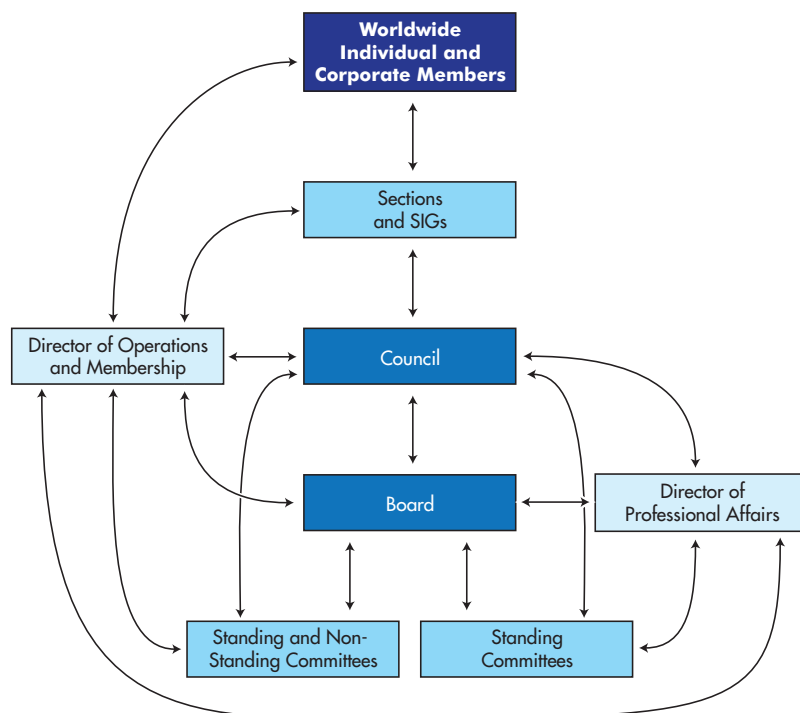 Worldwide
Individual and
Corporate Members
Sections
and SIGs
Director of Operations
and Membership
Council
Board
Director of
Professional Affairs
Standing and Non-
Standing Committees
Standing
Committees